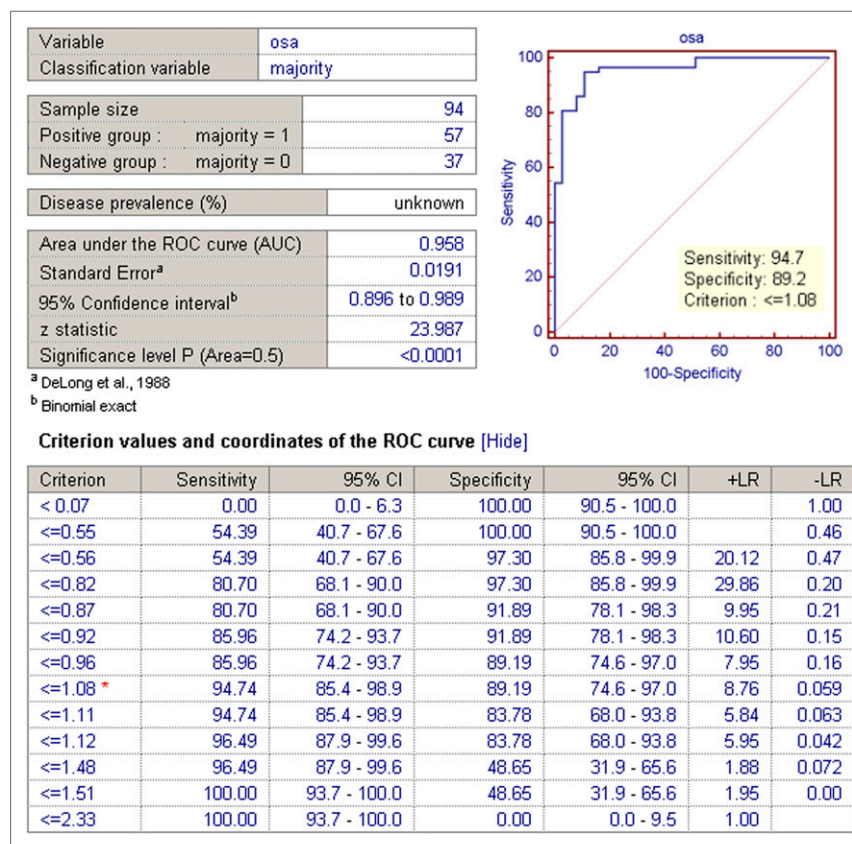 Variable osa
Classification variable majority
Sample size 94
Positive group : majority = 1 57
Negative group : majority = 0 37
Disease prevalence (%) unknown
Area under the ROC curve (AUC) 0.958
Standard Errorᵃ 0.0191
95% Confidence intervalᵇ 0.896 to 0.989
z statistic 23.987
Significance level P (Area=0.5) <0.0001
ᵃ DeLong et al., 1988
ᵇ Binomial exact
osa
100
80
60
40
20
0
Sensitivity
Sensitivity: 94.7
Specificity: 89.2
Criterion : <=1.08
0 20 40 60 80 100
100-Specificity
Criterion values and coordinates of the ROC curve [Hide]
Criterion Sensitivity 95% CI Specificity 95% CI +LR -LR
< 0.07 0.00 0.0 - 6.3 100.00 90.5 - 100.0 1.00
<=0.55 54.39 40.7 - 67.6 100.00 90.5 - 100.0 0.46
<=0.56 54.39 40.7 - 67.6 97.30 85.8 - 99.9 20.12 0.47
<=0.82 80.70 68.1 - 90.0 97.30 85.8 - 99.9 29.86 0.20
<=0.87 80.70 68.1 - 90.0 91.89 78.1 - 98.3 9.95 0.21
<=0.92 85.96 74.2 - 93.7 91.89 78.1 - 98.3 10.60 0.15
<=0.96 85.96 74.2 - 93.7 89.19 74.6 - 97.0 7.95 0.16
<=1.08 * 94.74 85.4 - 98.9 89.19 74.6 - 97.0 8.76 0.059
<=1.11 94.74 85.4 - 98.9 83.78 68.0 - 93.8 5.84 0.063
<=1.12 96.49 87.9 - 99.6 83.78 68.0 - 93.8 5.95 0.042
<=1.48 96.49 87.9 - 99.6 48.65 31.9 - 65.6 1.88 0.072
<=1.51 100.00 93.7 - 100.0 48.65 31.9 - 65.6 1.95 0.00
<=2.33 100.00 93.7 - 100.0 0.00 0.0 - 9.5 1.00